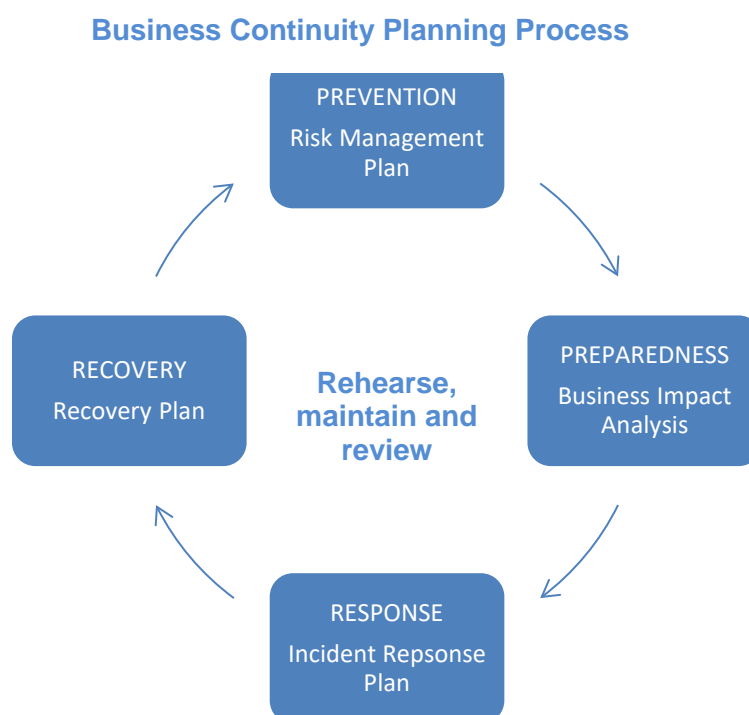 Business Continuity Planning Process
PREVENTION
Risk Management
Plan
PREPAREDNESS
Business Impact
Analysis
RECOVERY
Recovery Plan
Rehearse,
maintain and
review
RESPONSE
Incident Repsonse
Plan